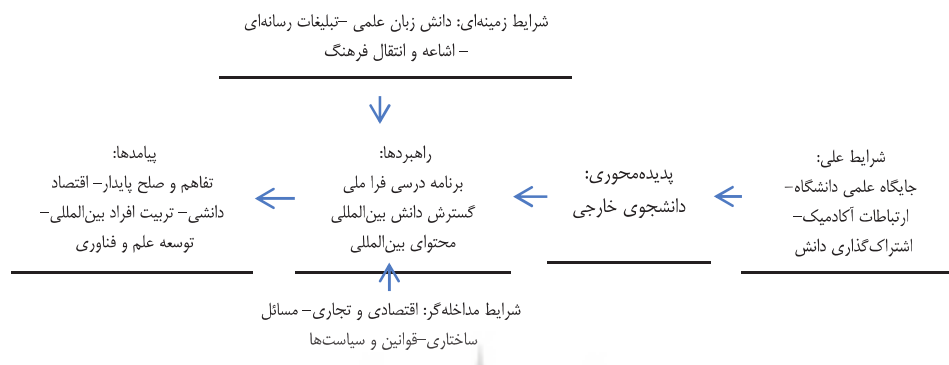 شرایط زمینه‌ای: دانش زبان علمی –تبلیغات رسانه‌ای
– اشاعه و انتقال فرهنگ
شرایط علی:
جایگاه علمی دانشگاه–
ارتباطات آکادمیک–
اشتراک‌گذاری دانش
پدیده‌محوری:
دانشجوی خارجی
راهبردها:
برنامه درسی فرا ملی
گسترش دانش بین‌المللی
محتوای بین‌المللی
پیامدها:
تفاهم و صلح پایدار– اقتصاد
دانشی– تربیت افراد بین‌المللی–
توسعه علم و فناوری
شرایط مداخله‌گر: اقتصادی و تجاری– مسائل
ساختاری–قوانین و سیاست‌ها